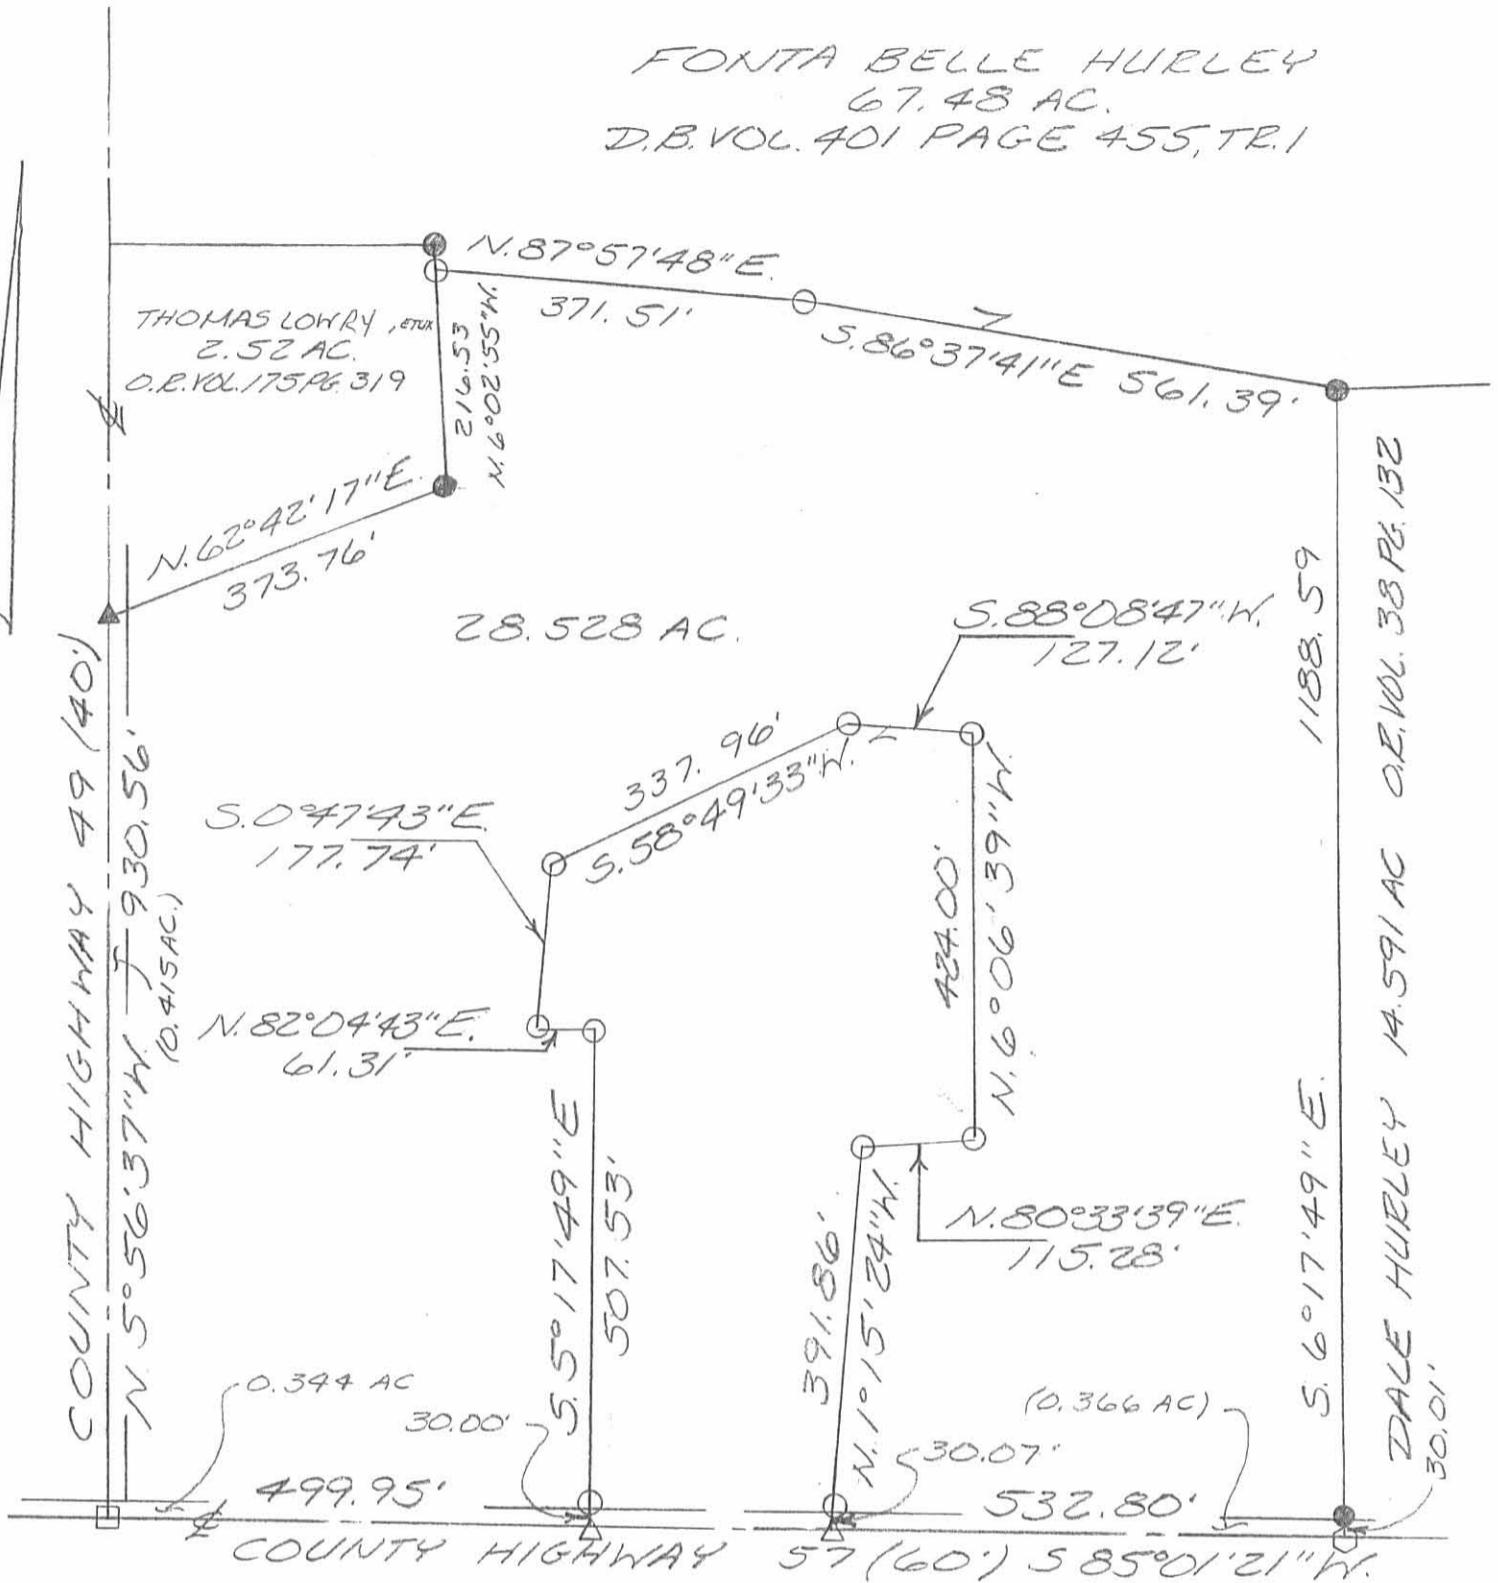 FONTA BELLE HURLEY
67.48 AC.
D.B. VOL. 401 PAGE 455, TR. 1
N. 87°57'48" E.
371.51'
S. 86°37'41" E 561.39'
THOMAS LOWRY, ETUX
2.52 AC.
O.R. VOL. 175 PG. 319
216.53
N. 6°02'55" W.
N. 62°42'17" E.
373.76'
28.528 AC.
S. 88°08'47" W.
127.12'
337.96'
S. 58°49'33" W.
S. 0°47'43" E.
177.74'
N. 82°04'43" E.
61.31'
424.00'
N. 6°06'39" W.
N. 80°33'39" E.
115.28'
S. 5°17'49" E
507.53'
391.86'
N. 1°15'24" W.
COUNTY HIGHWAY 49 (40')
N. 5°56'37" W 930.56'
(0.415 AC.)
1188.59
S. 6°17'49" E.
DALE HURLEY 14.591 AC O.R. VOL. 38 PG. 132
30.01'
0.344 AC
30.00'
30.07'
(0.366 AC)
499.95'
532.80'
COUNTY HIGHWAY 57 (60') S 85°01'21" W.